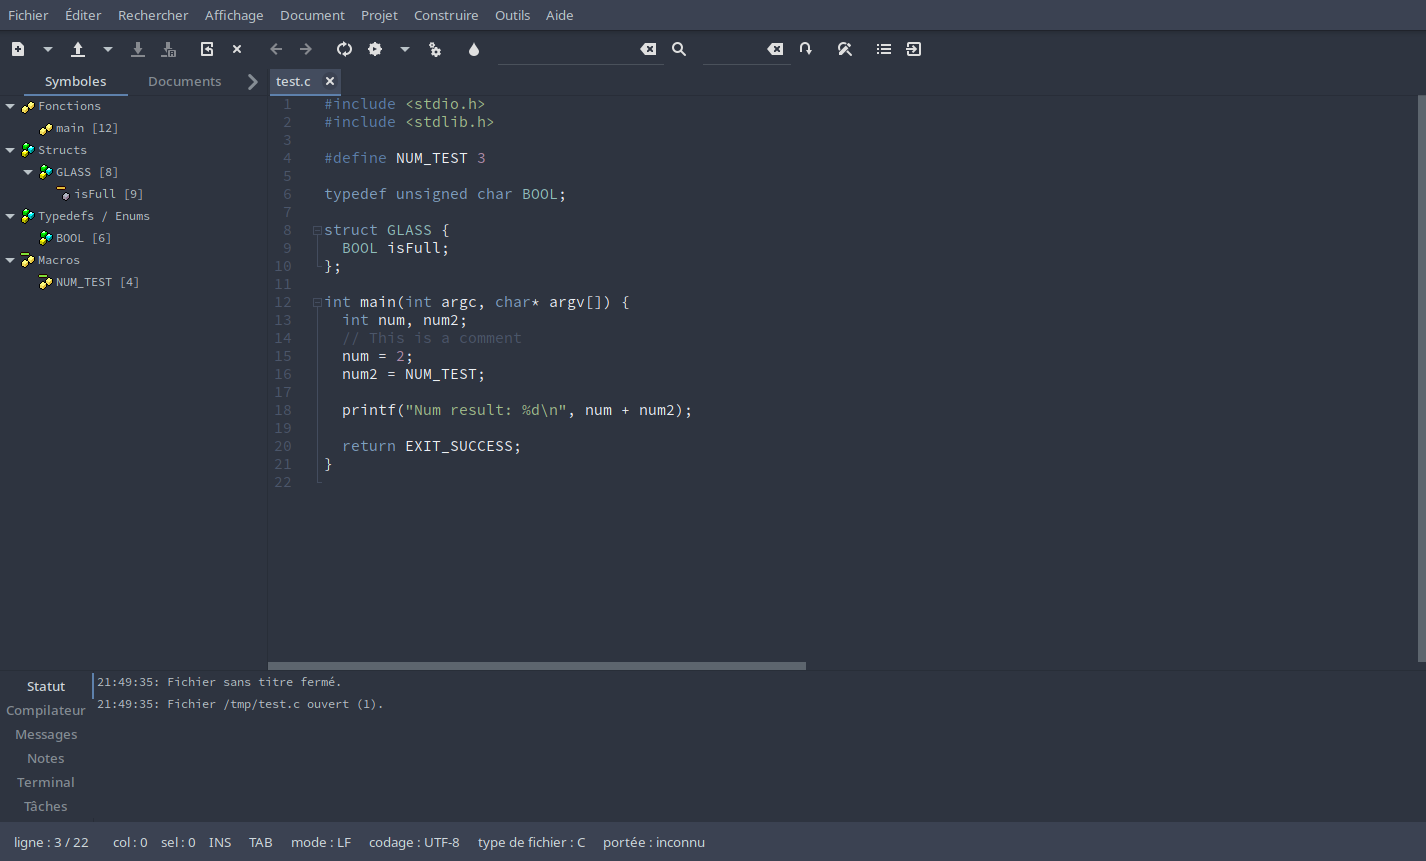 Fichier Éditer Rechercher Affichage Document Projet Construire Outils Aide
Symboles Documents
Fonctions
main [12]
Structs
GLASS [8]
isFull [9]
Typedefs / Enums
BOOL [6]
Macros
NUM_TEST [4]
test.c
1 #include <stdio.h>
2 #include <stdlib.h>
3
4 #define NUM_TEST 3
5
6 typedef unsigned char BOOL;
7
8 struct GLASS {
9   BOOL isFull;
10 };
11
12 int main(int argc, char* argv[]) {
13   int num, num2;
14   // This is a comment
15   num = 2;
16   num2 = NUM_TEST;
17
18   printf("Num result: %d\n", num + num2);
19
20   return EXIT_SUCCESS;
21 }
22
Statut
Compilateur
Messages
Notes
Terminal
Tâches
21:49:35: Fichier sans titre fermé.
21:49:35: Fichier /tmp/test.c ouvert (1).
ligne : 3 / 22 col : 0 sel : 0 INS TAB mode : LF codage : UTF-8 type de fichier : C portée : inconnu